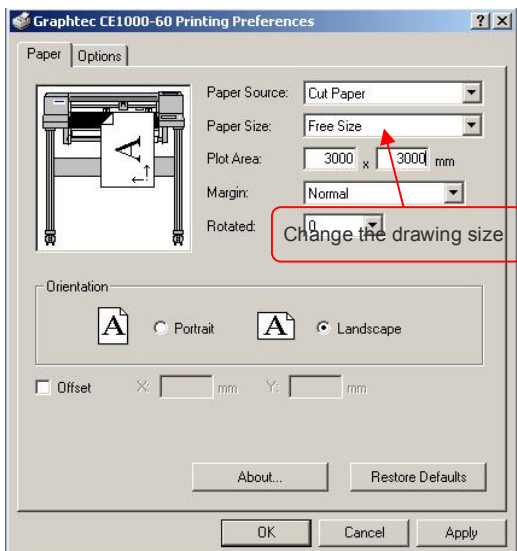 Graphtec CE1000-60 Printing Preferences
Paper Options
Paper Source: Cut Paper
Paper Size: Free Size
Plot Area: 3000 x 3000 mm
Margin: Normal
Rotated: 0
Change the drawing size
Orientation
A Portrait A Landscape
Offset X: mm Y: mm
About... Restore Defaults
OK Cancel Apply